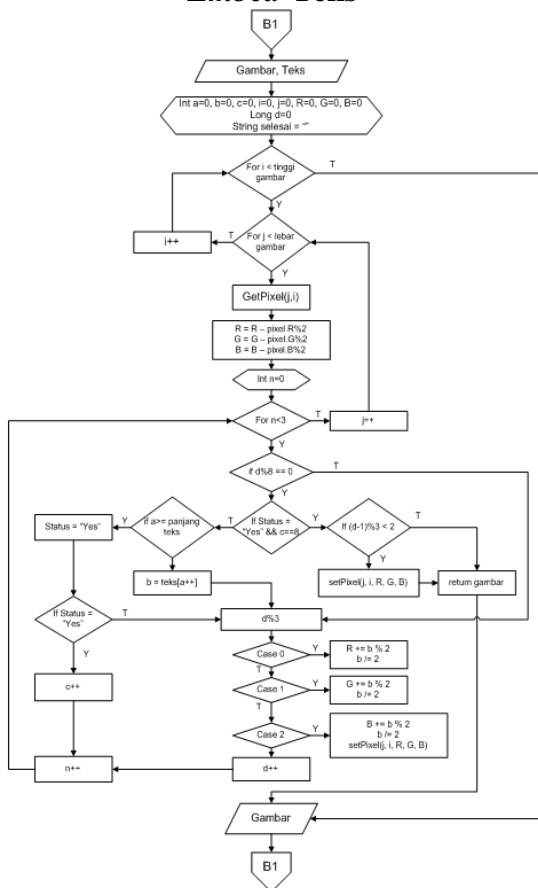 B1
Gambar, Teks
Int a=0, b=0, c=0, i=0, j=0, R=0, G=0, B=0
Long d=0
String selesai = “”
For i < tinggi
gambar
T
Y
i++
T
For j < lebar
gambar
Y
GetPixel(j,i)
R = R – pixel.R%2
G = G – pixel.G%2
B = B – pixel.B%2
Int n=0
For n<3
T
j++
Y
if d%8 == 0
T
Y
Status = “Yes”
Y
if a>= panjang
teks
T
If Status =
“Yes” && c==8
Y
If (d-1)%3 < 2
T
T
Y
b = teks[a++]
setPixel(j, i, R, G, B)
return gambar
If Status =
“Yes”
T
d%3
Y
Case 0
Y
R += b % 2
b /= 2
T
c++
Case 1
Y
G += b % 2
b /= 2
T
Case 2
Y
B += b % 2
b /= 2
setPixel(j, i, R, G, B)
n++
d++
Gambar
B1